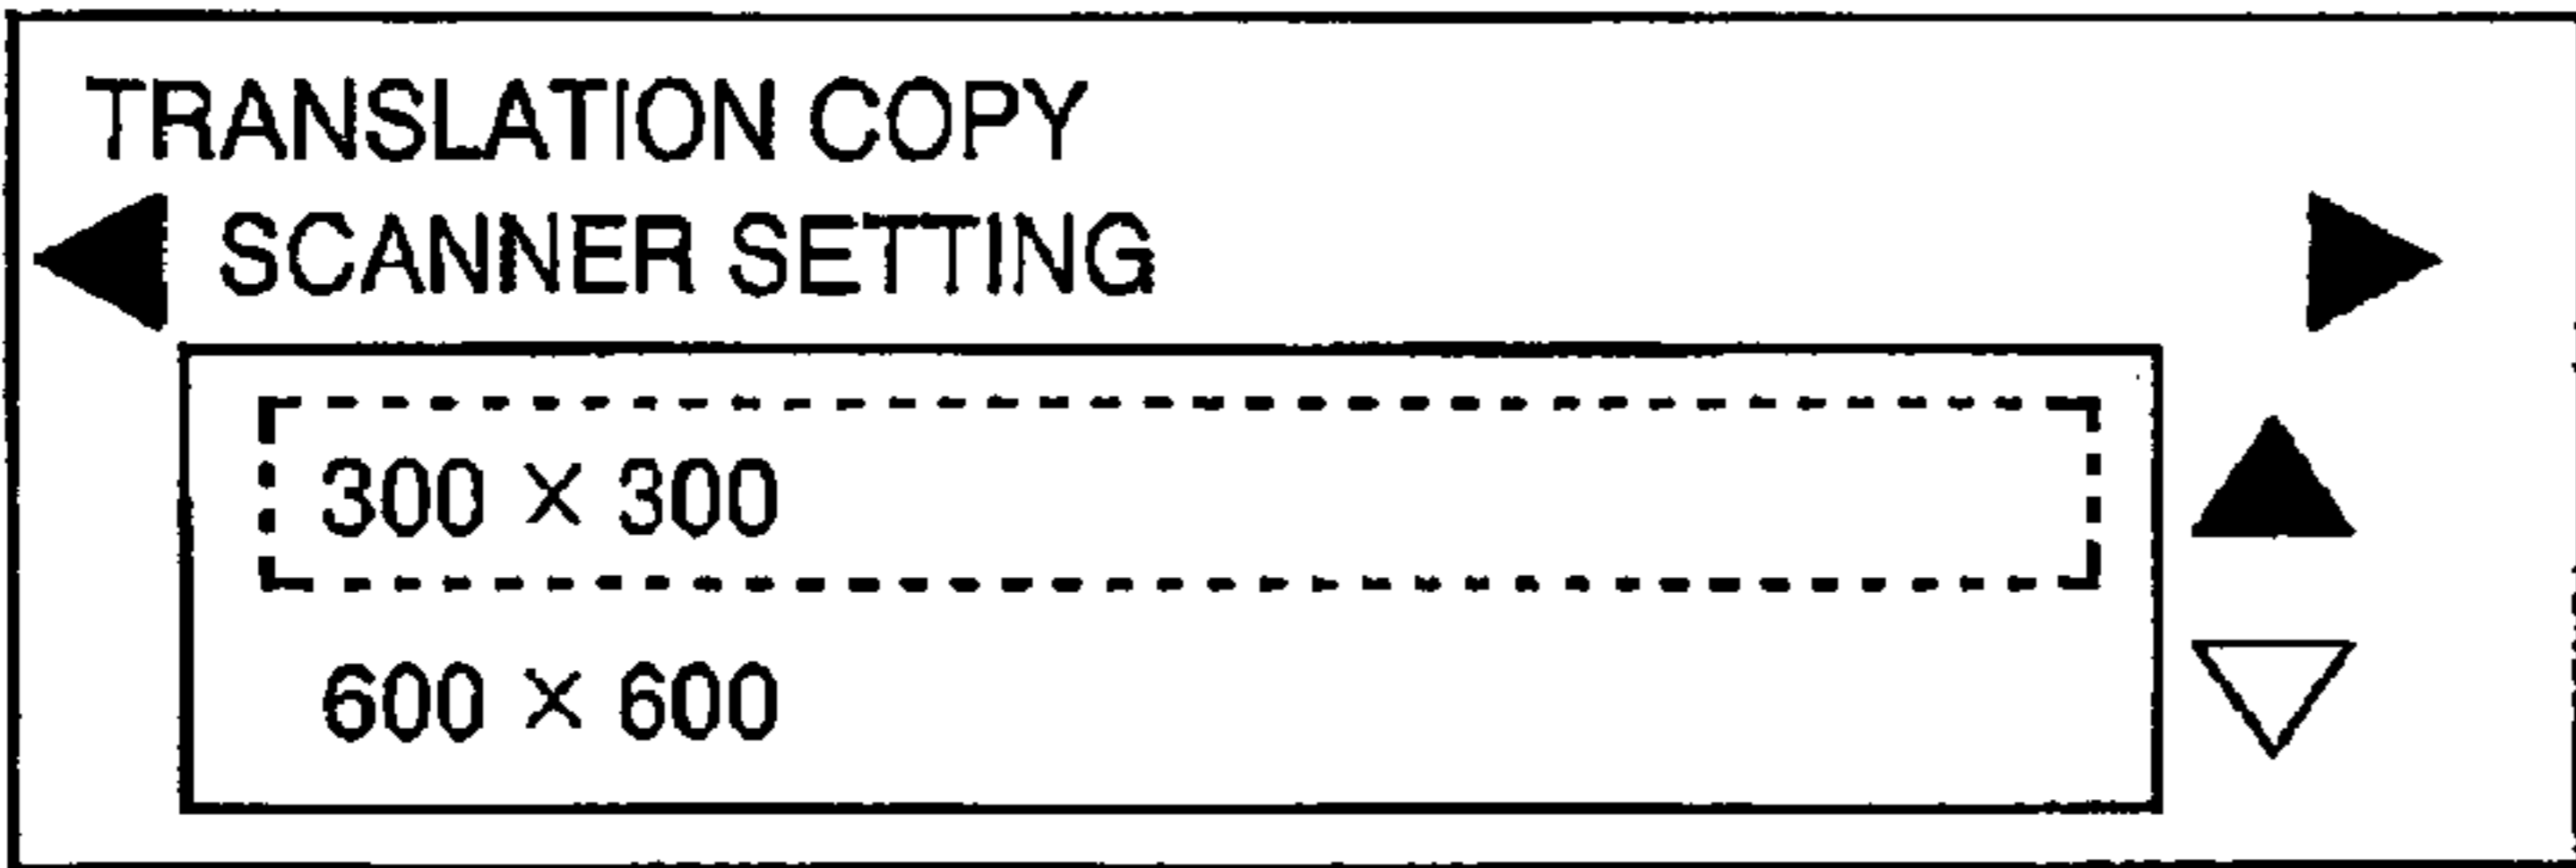 TRANSLATION COPY
SCANNER SETTING
300 × 300
600 × 600